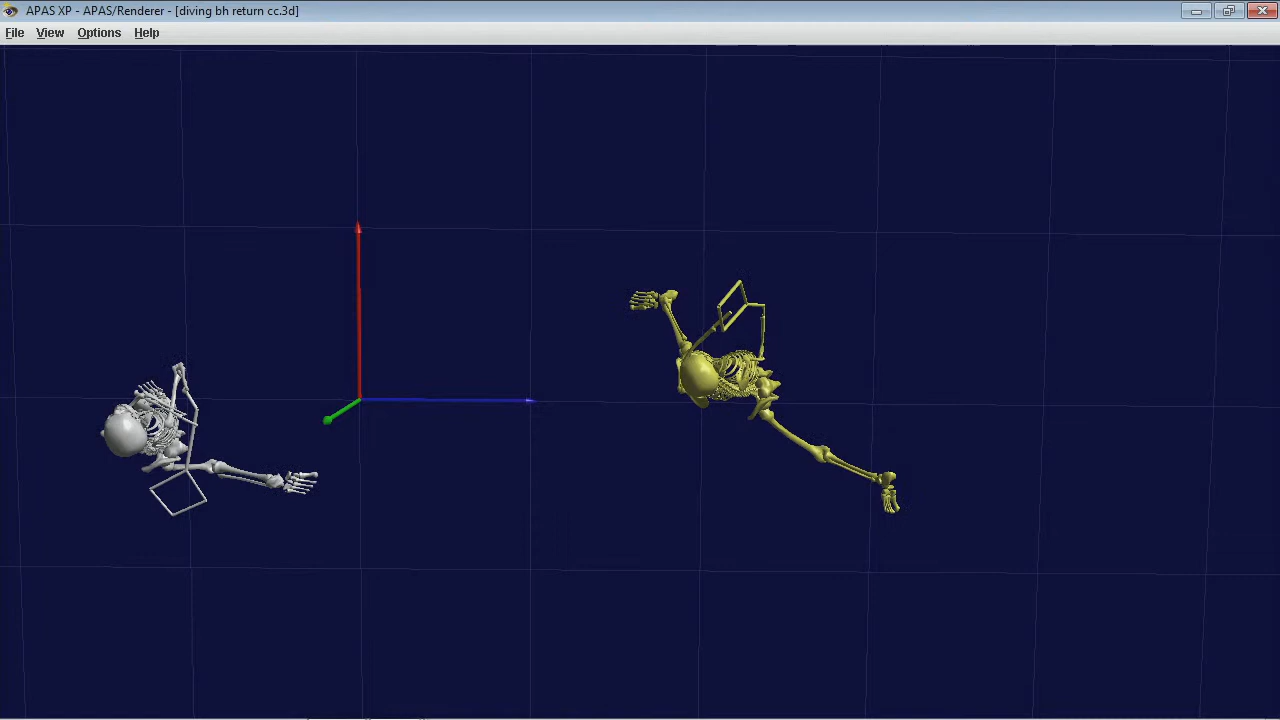 APAS XP - APAS/Renderer - [diving bh return cc.3d]
File View Options Help